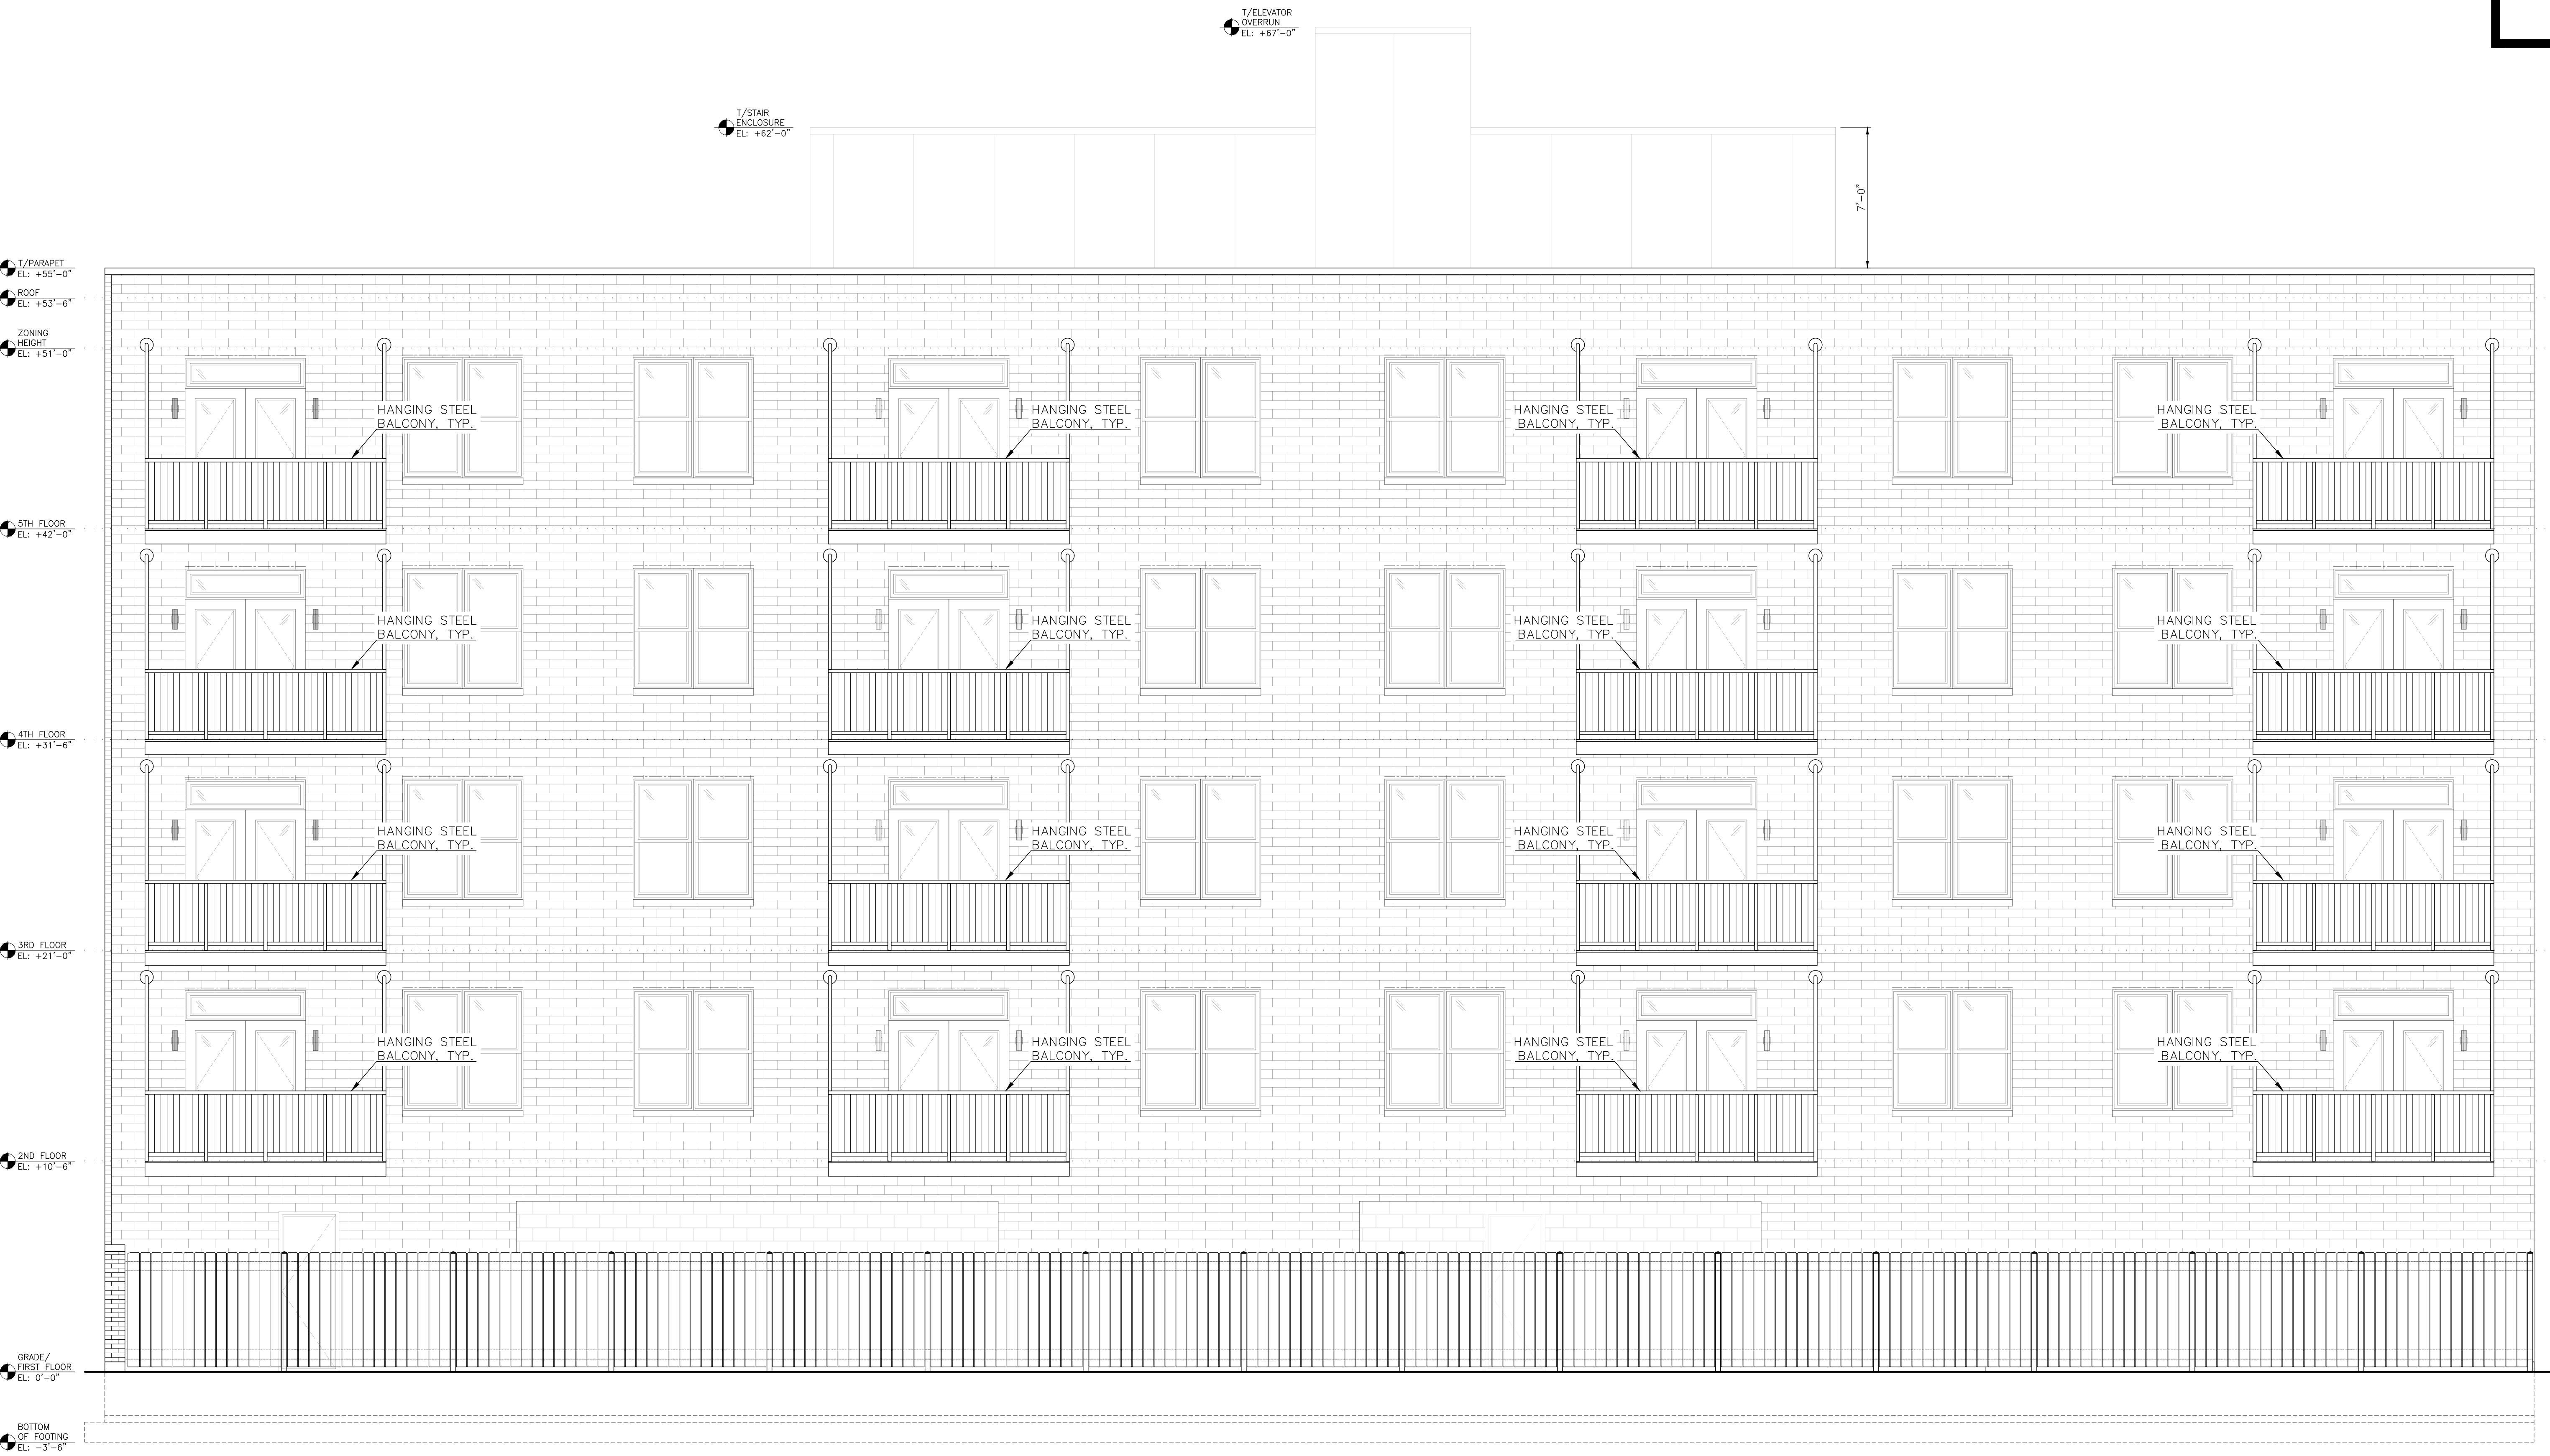 T/ELEVATOR
OVERRUN
EL: +67'-0"
T/STAIR
ENCLOSURE
EL: +62'-0"
7'-0"
T/PARAPET
EL: +55'-0"
ROOF
EL: +53'-6"
ZONING
HEIGHT
EL: +51'-0"
HANGING STEEL
BALCONY, TYP.
HANGING STEEL
BALCONY, TYP.
HANGING STEEL
BALCONY, TYP.
HANGING STEEL
BALCONY, TYP.
5TH FLOOR
EL: +42'-0"
HANGING STEEL
BALCONY, TYP.
HANGING STEEL
BALCONY, TYP.
HANGING STEEL
BALCONY, TYP.
HANGING STEEL
BALCONY, TYP.
4TH FLOOR
EL: +31'-6"
HANGING STEEL
BALCONY, TYP.
HANGING STEEL
BALCONY, TYP.
HANGING STEEL
BALCONY, TYP.
HANGING STEEL
BALCONY, TYP.
3RD FLOOR
EL: +21'-0"
HANGING STEEL
BALCONY, TYP.
HANGING STEEL
BALCONY, TYP.
HANGING STEEL
BALCONY, TYP.
HANGING STEEL
BALCONY, TYP.
2ND FLOOR
EL: +10'-6"
GRADE/
FIRST FLOOR
EL: 0'-0"
BOTTOM
OF FOOTING
EL: -3'-6"